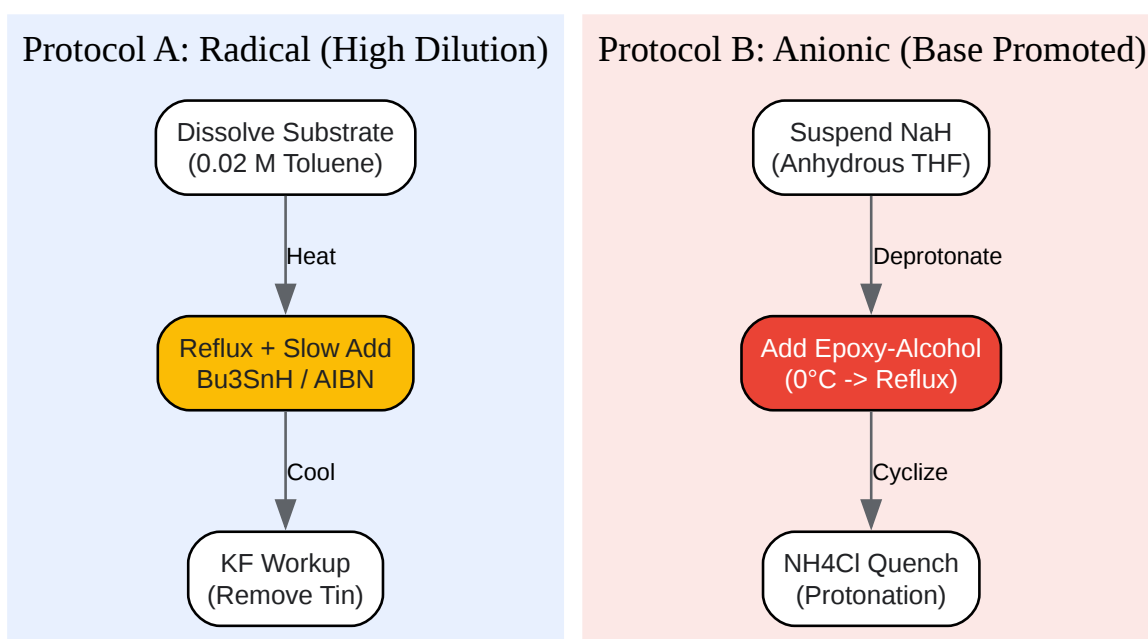 Protocol A: Radical (High Dilution)
Dissolve Substrate
(0.02 M Toluene)
Heat
Reflux + Slow Add
Bu3SnH / AIBN
Cool
KF Workup
(Remove Tin)
Protocol B: Anionic (Base Promoted)
Suspend NaH
(Anhydrous THF)
Deprotonate
Add Epoxy-Alcohol
(0°C -> Reflux)
Cyclize
NH4Cl Quench
(Protonation)